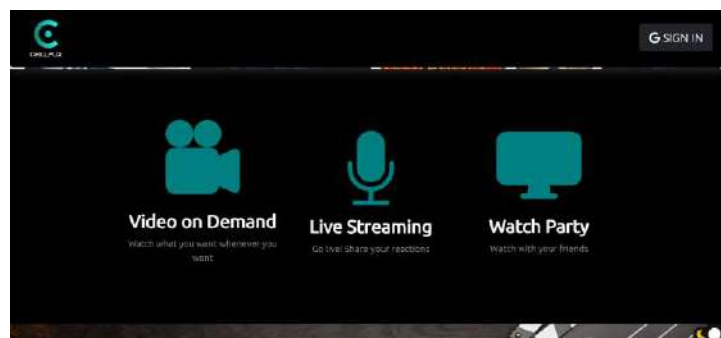 G SIGN IN
Video on Demand
Watch what you want whenever you
want
Live Streaming
Go live! Share your reactions
Watch Party
Watch with your friends